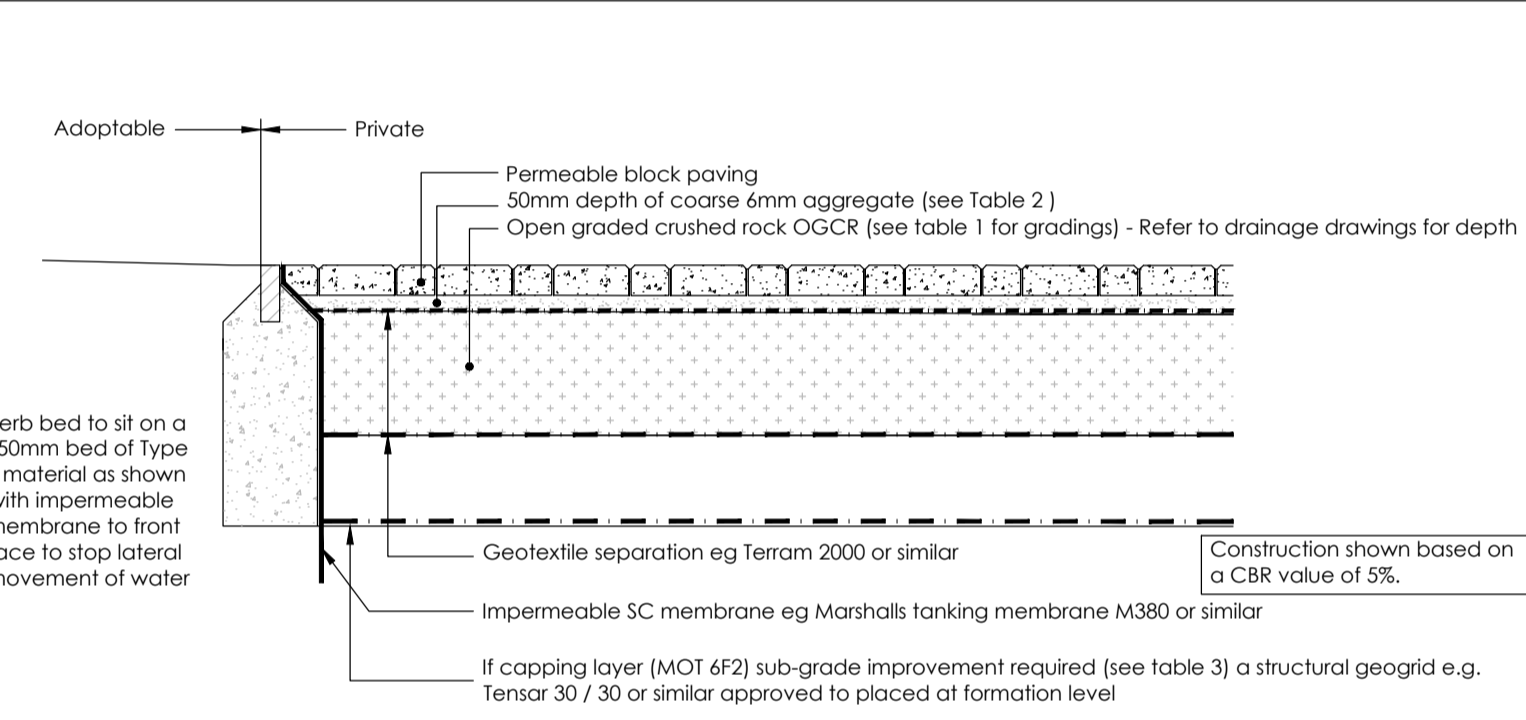 Adoptable
Private
Permeable block paving
50mm depth of coarse 6mm aggregate (see Table 2 )
Open graded crushed rock OGCR (see table 1 for gradings) - Refer to drainage drawings for depth
erb bed to sit on a
50mm bed of Type
material as shown
with impermeable
membrane to front
ace to stop lateral
movement of water
Geotextile separation eg Terram 2000 or similar
Construction shown based on
a CBR value of 5%.
Impermeable SC membrane eg Marshalls tanking membrane M380 or similar
If capping layer (MOT 6F2) sub-grade improvement required (see table 3) a structural geogrid e.g.
Tensar 30 / 30 or similar approved to placed at formation level